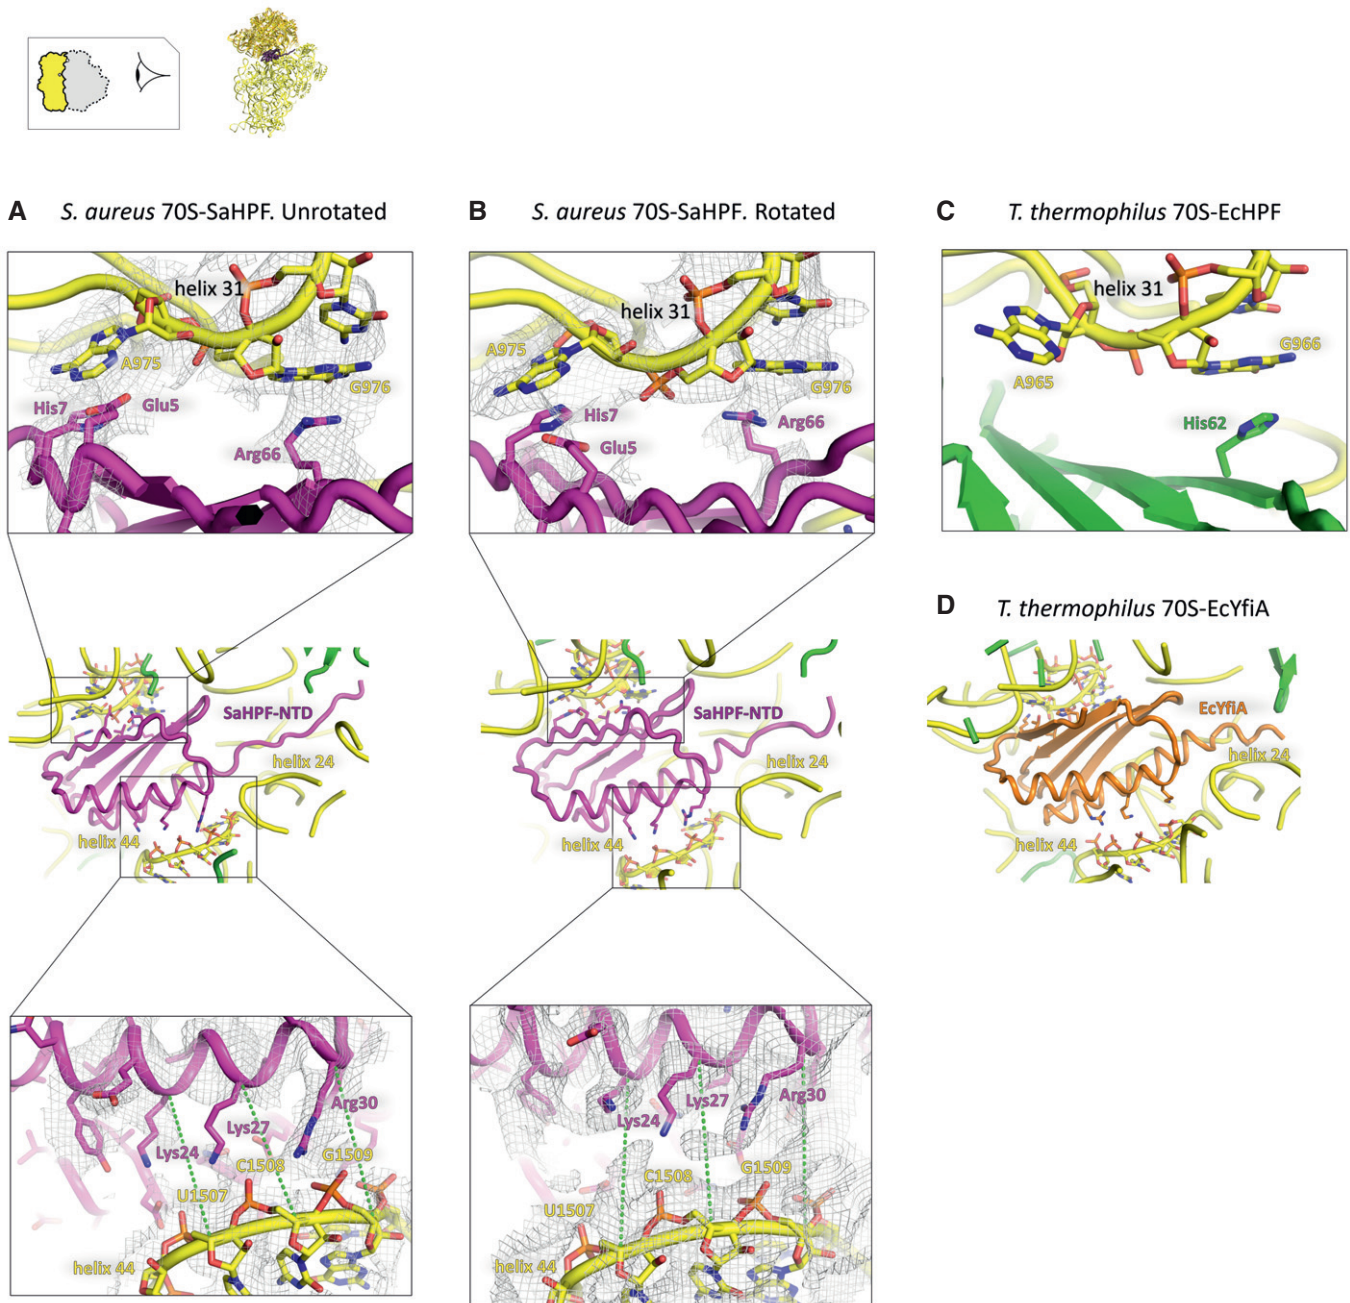 A S. aureus 70S-SaHPF. Unrotated
helix 31
A975
G976
His7
Glu5
Arg66
SaHPF-NTD
helix 24
helix 44
Lys24
Lys27
Arg30
U1507
C1508
G1509
helix 44
B S. aureus 70S-SaHPF. Rotated
helix 31
A975
G976
His7
Glu5
Arg66
SaHPF-NTD
helix 24
helix 44
Lys24
Lys27
Arg30
U1507
C1508
G1509
helix 44
C T. thermophilus 70S-EcHPF
helix 31
A965
G966
His62
D T. thermophilus 70S-EcYfiA
EcYfiA
helix 24
helix 44